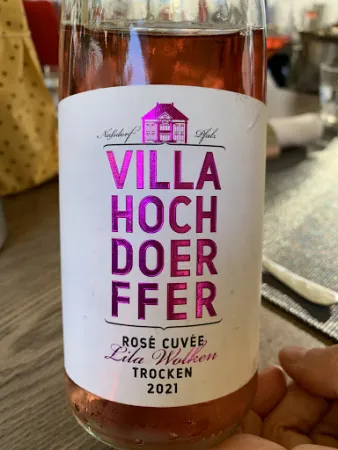 Nußdorf Pfalz
VILLA
HOCH
DOER
FFER
ROSÉ CUVÉE
Lila Wolken
TROCKEN
2021